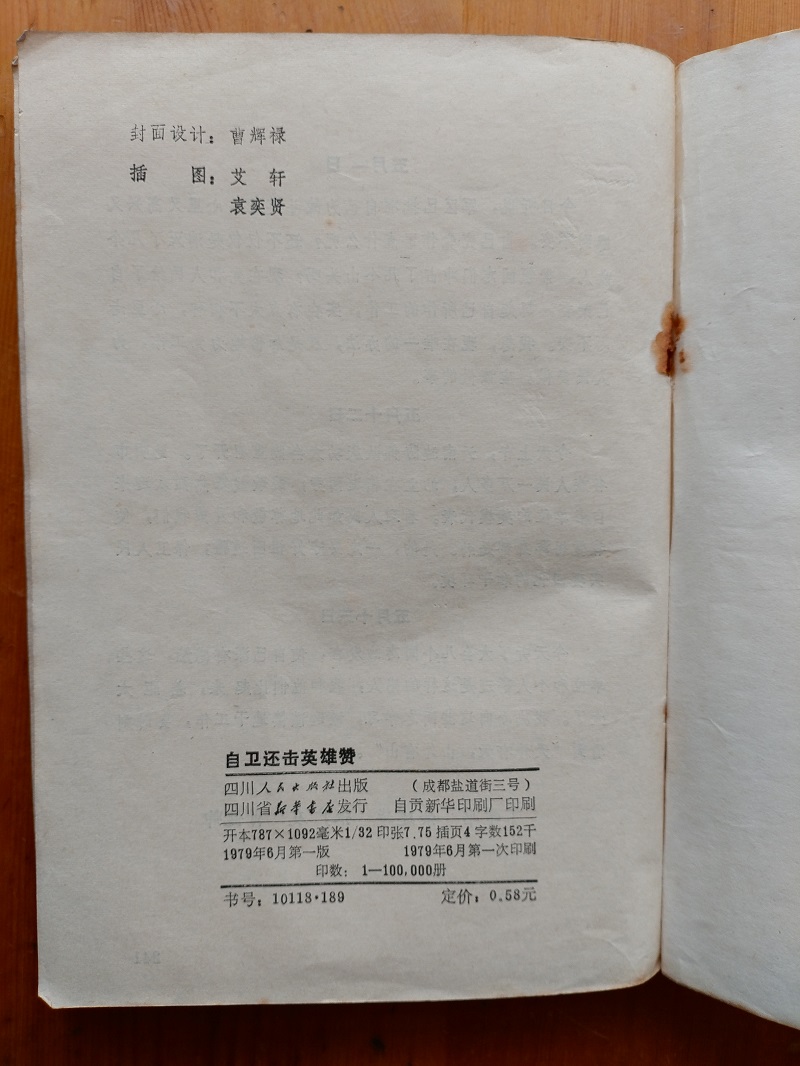 封面设计：曹辉禄
插　　图：艾　轩
袁奕贤
自卫还击英雄赞
四川人民出版社出版　（成都盐道街三号）
四川省新华书店发行　自贡新华印刷厂印刷
开本787×1092毫米1/32 印张7.75 插页4 字数152千
1979年6月第一版　1979年6月第一次印刷
印数：1—100,000册
书号：10118·189　定价：0.58元